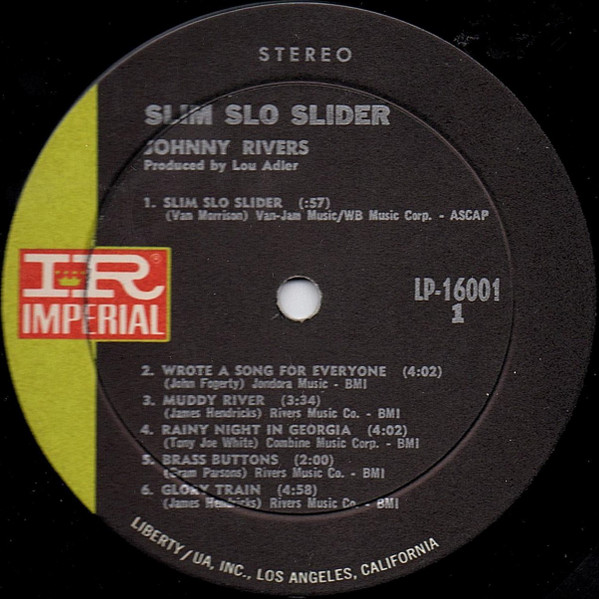 STEREO
SLIM SLO SLIDER
JOHNNY RIVERS
Produced by Lou Adler
1. SLIM SLO SLIDER (:57)
(Van Morrison) Van-Jam Music/WB Music Corp. - ASCAP
IR
IMPERIAL
LP-16001
1
2. WROTE A SONG FOR EVERYONE (4:02)
(John Fogerty) Jondora Music - BMI
3. MUDDY RIVER (3:34)
(James Hendricks) Rivers Music Co. - BMI
4. RAINY NIGHT IN GEORGIA (4:02)
(Tony Joe White) Combine Music Corp. - BMI
5. BRASS BUTTONS (2:00)
(Gram Parsons) Rivers Music Co. - BMI
6. GLORY TRAIN (4:58)
(James Hendricks) Rivers Music Co. - BMI
LIBERTY/UA, INC., LOS ANGELES, CALIFORNIA